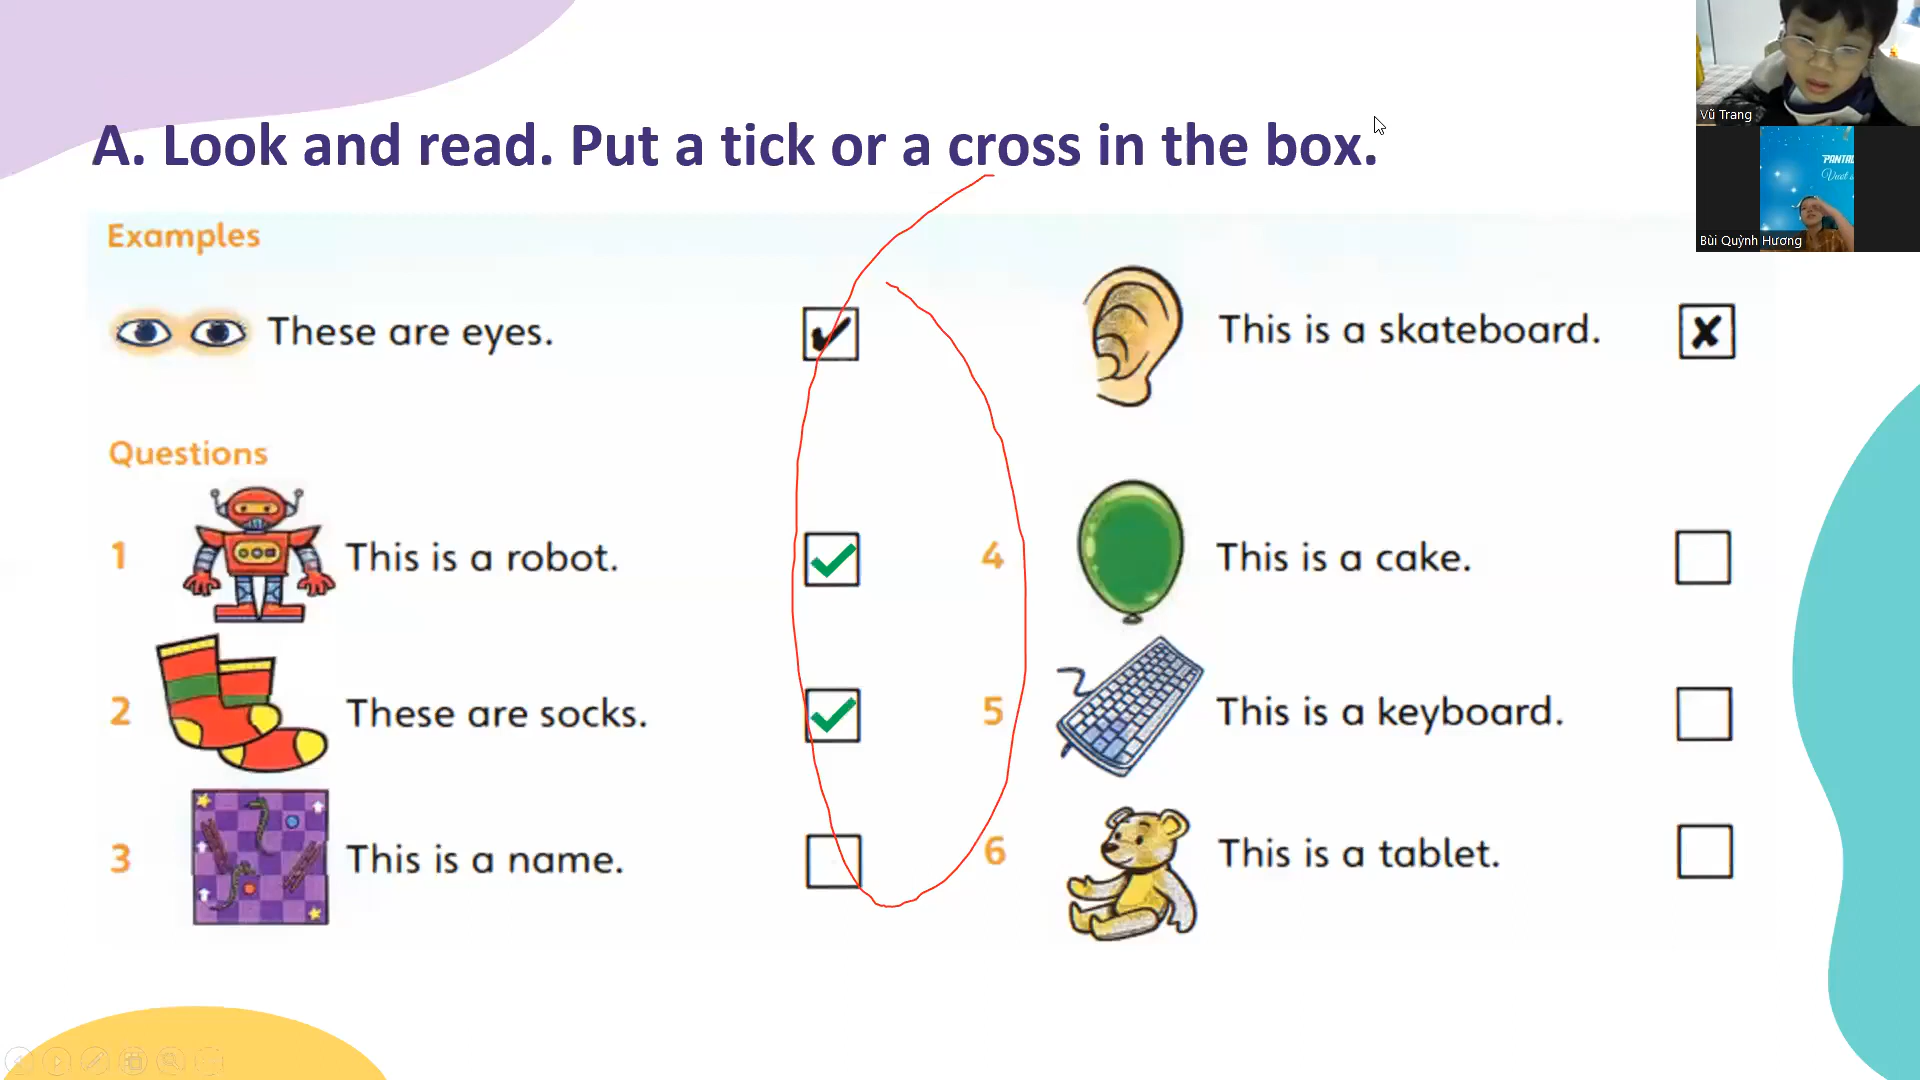 A. Look and read. Put a tick or a cross in the box.
Examples
These are eyes.
This is a skateboard.
Questions
1 This is a robot.
2 These are socks.
3 This is a name.
4 This is a cake.
5 This is a keyboard.
6 This is a tablet.
Vũ Trang
Bùi Quỳnh Hương